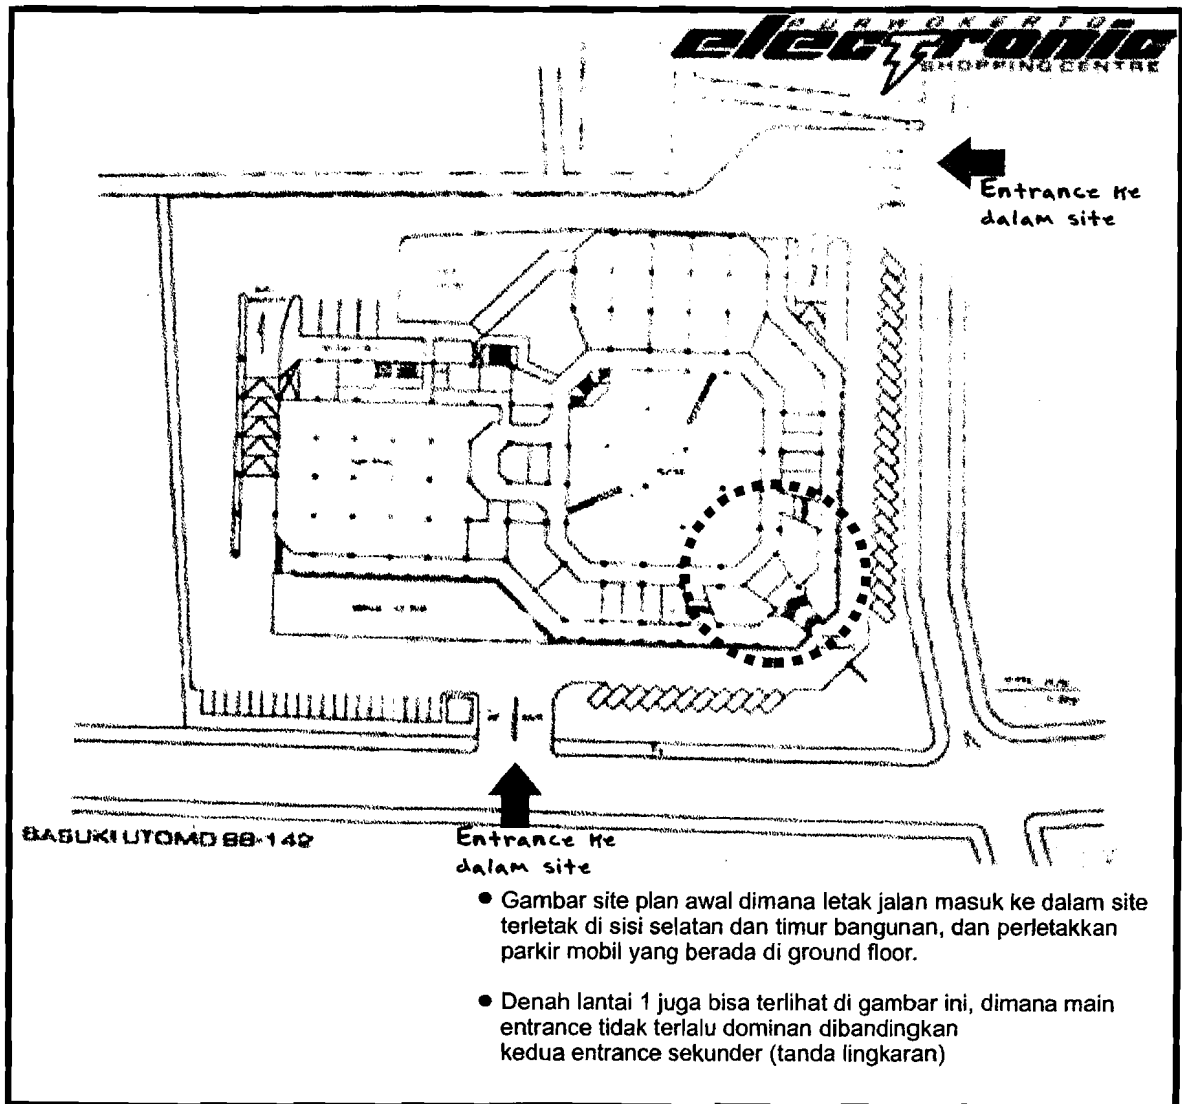 PURWOKERTO
electronic
SHOPPING CENTRE
Entrance ke
dalam site
BASUKI UTOMO 88-142
Entrance ke
dalam site
● Gambar site plan awal dimana letak jalan masuk ke dalam site
terletak di sisi selatan dan timur bangunan, dan perletakkan
parkir mobil yang berada di ground floor.
● Denah lantai 1 juga bisa terlihat di gambar ini, dimana main
entrance tidak terlalu dominan dibandingkan
kedua entrance sekunder (tanda lingkaran)